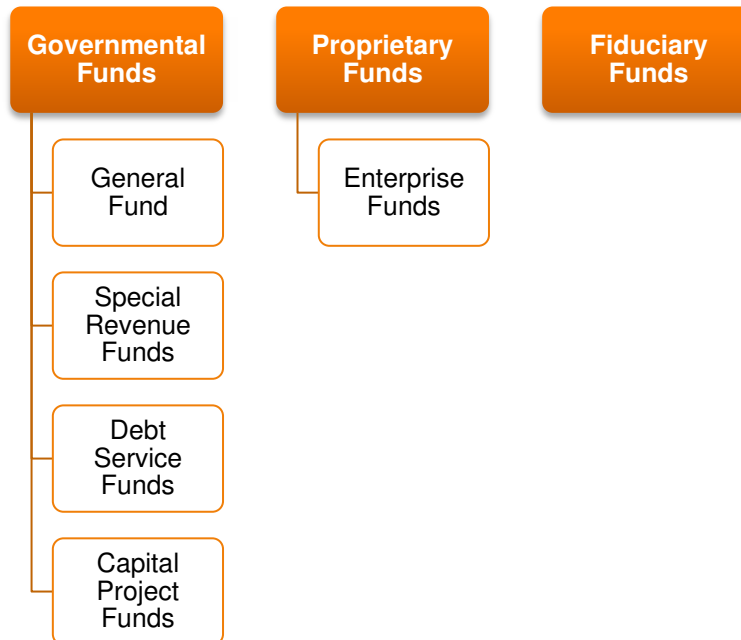 Governmental
Funds
General
Fund
Special
Revenue
Funds
Debt
Service
Funds
Capital
Project
Funds
Proprietary
Funds
Enterprise
Funds
Fiduciary
Funds